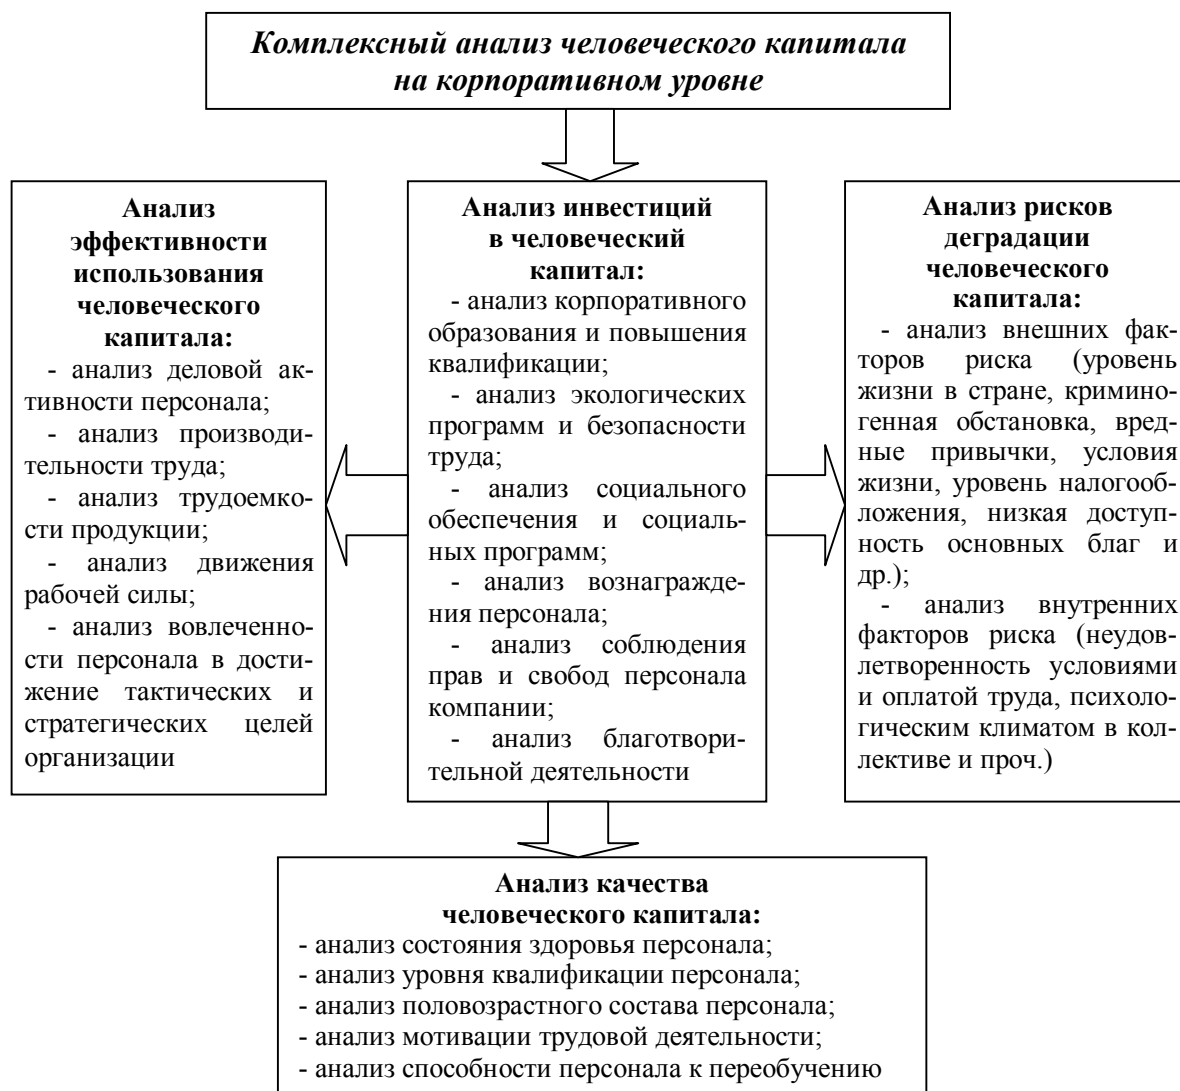 Комплексный анализ человеческого капитала
на корпоративном уровне
Анализ
эффективности
использования
человеческого
капитала:
- анализ деловой ак-
тивности персонала;
- анализ производи-
тельности труда;
- анализ трудоемко-
сти продукции;
- анализ движения
рабочей силы;
- анализ вовлеченно-
сти персонала в дости-
жение тактических и
стратегических целей
организации
Анализ инвестиций
в человеческий
капитал:
- анализ корпоративного
образования и повышения
квалификации;
- анализ экологических
программ и безопасности
труда;
- анализ социального
обеспечения и социаль-
ных программ;
- анализ вознагражде-
ния персонала;
- анализ соблюдения
прав и свобод персонала
компании;
- анализ благотвори-
тельной деятельности
Анализ рисков
деградации
человеческого
капитала:
- анализ внешних фак-
торов риска (уровень
жизни в стране, кримино-
генная обстановка, вред-
ные привычки, условия
жизни, уровень налогооб-
ложения, низкая доступ-
ность основных благ и
др.);
- анализ внутренних
факторов риска (неудов-
летворенность условиями
и оплатой труда, психоло-
гическим климатом в кол-
лективе и проч.)
Анализ качества
человеческого капитала:
- анализ состояния здоровья персонала;
- анализ уровня квалификации персонала;
- анализ половозрастного состава персонала;
- анализ мотивации трудовой деятельности;
- анализ способности персонала к переобучению